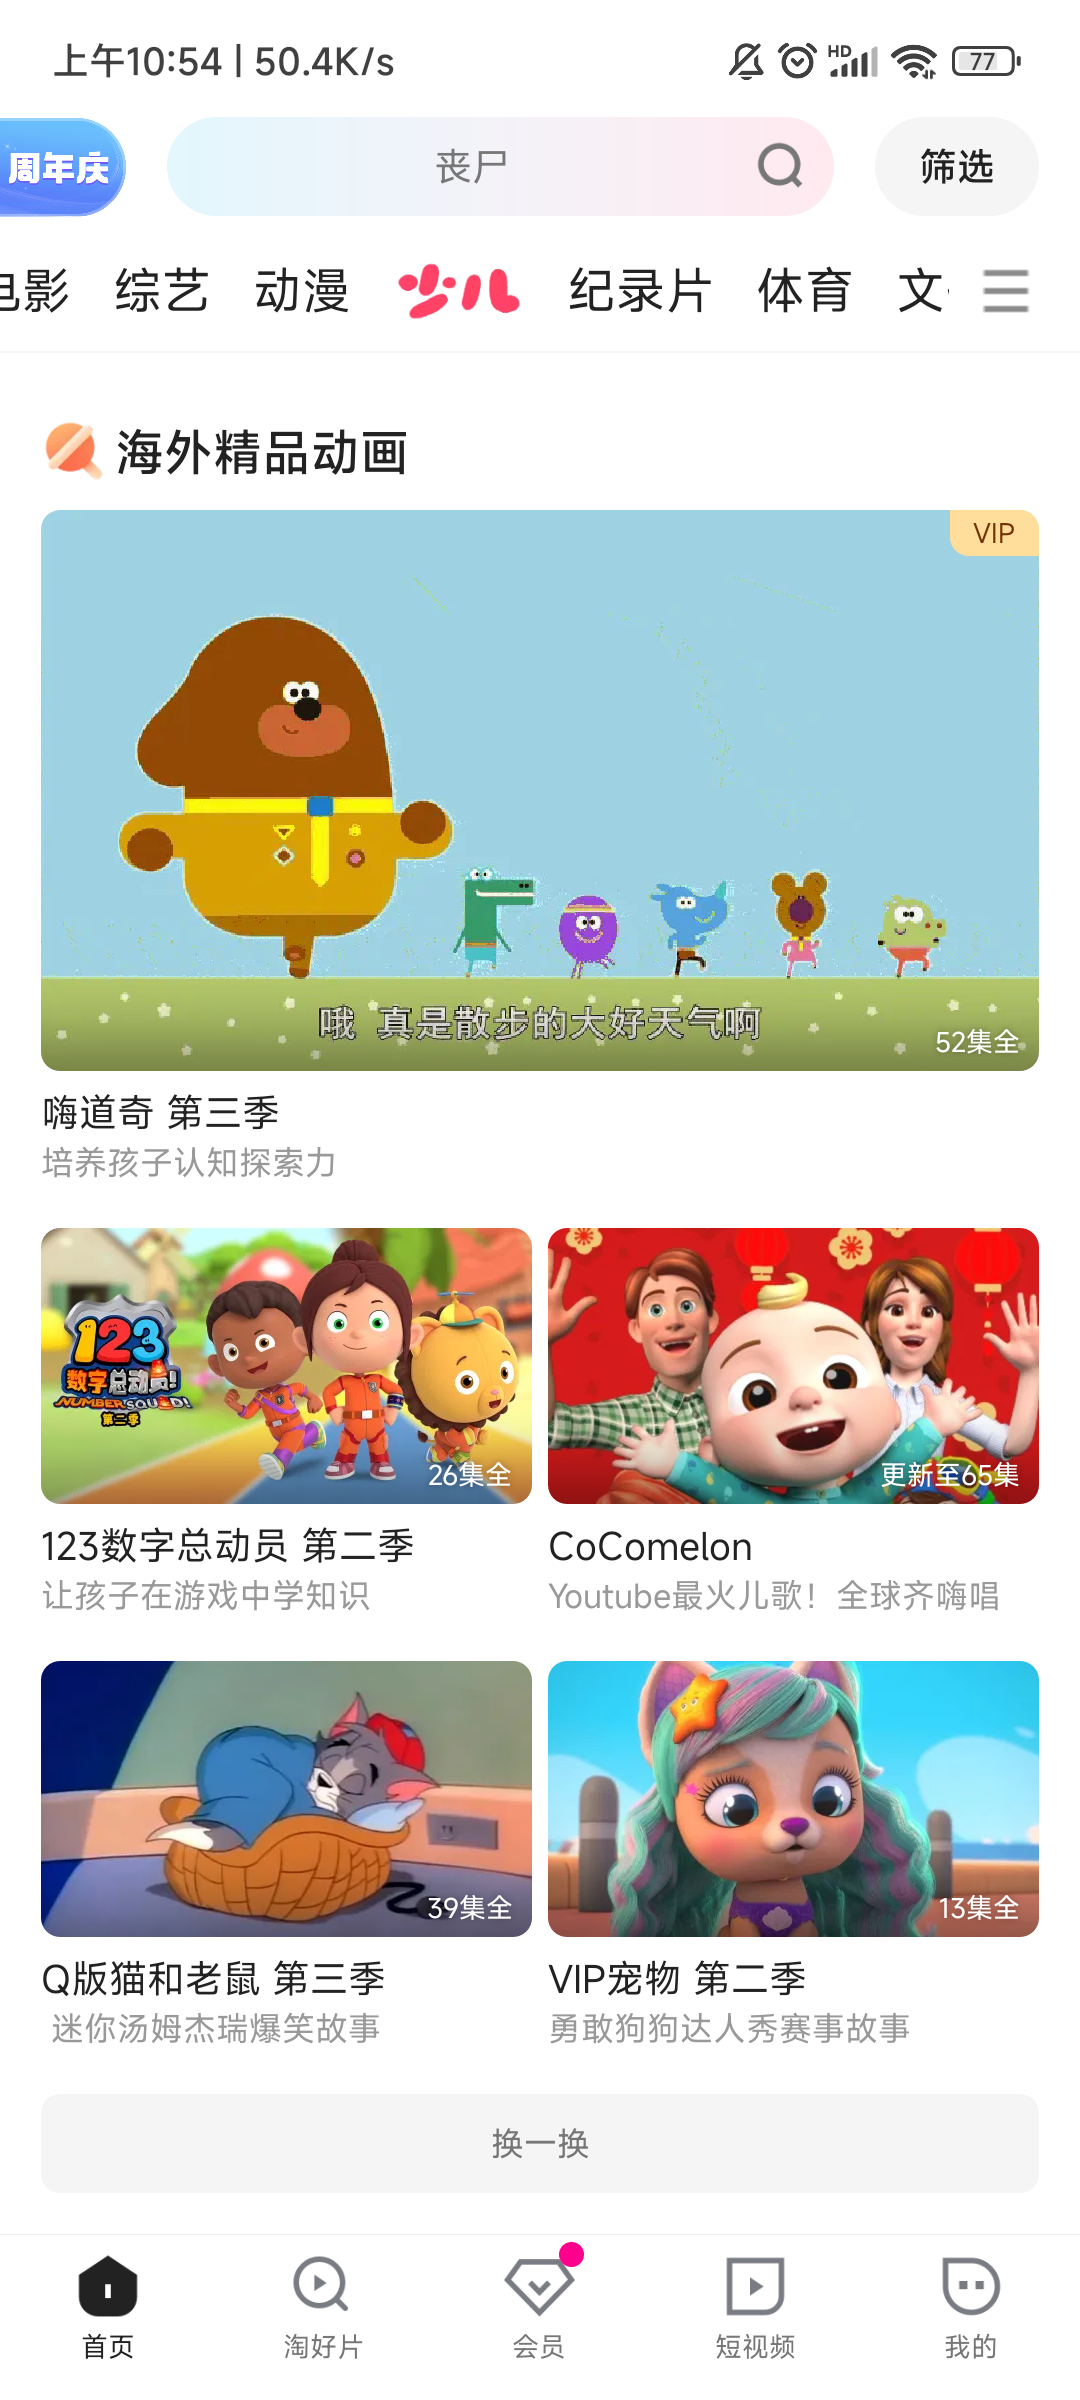 上午10:54 | 50.4K/s
HD
77
周年庆
丧尸
筛选
电影 综艺 动漫 少儿 纪录片 体育 文
海外精品动画
VIP
哦 真是散步的大好天气啊
52集全
嗨道奇 第三季
培养孩子认知探索力
123
数字总动员!
NUMBER SQUAD!
第二季
26集全
更新至65集
123数字总动员 第二季
CoComelon
让孩子在游戏中学知识
Youtube最火儿歌！全球齐嗨唱
39集全
13集全
Q版猫和老鼠 第三季
VIP宠物 第二季
迷你汤姆杰瑞爆笑故事
勇敢狗狗达人秀赛事故事
换一换
首页
淘好片
会员
短视频
我的